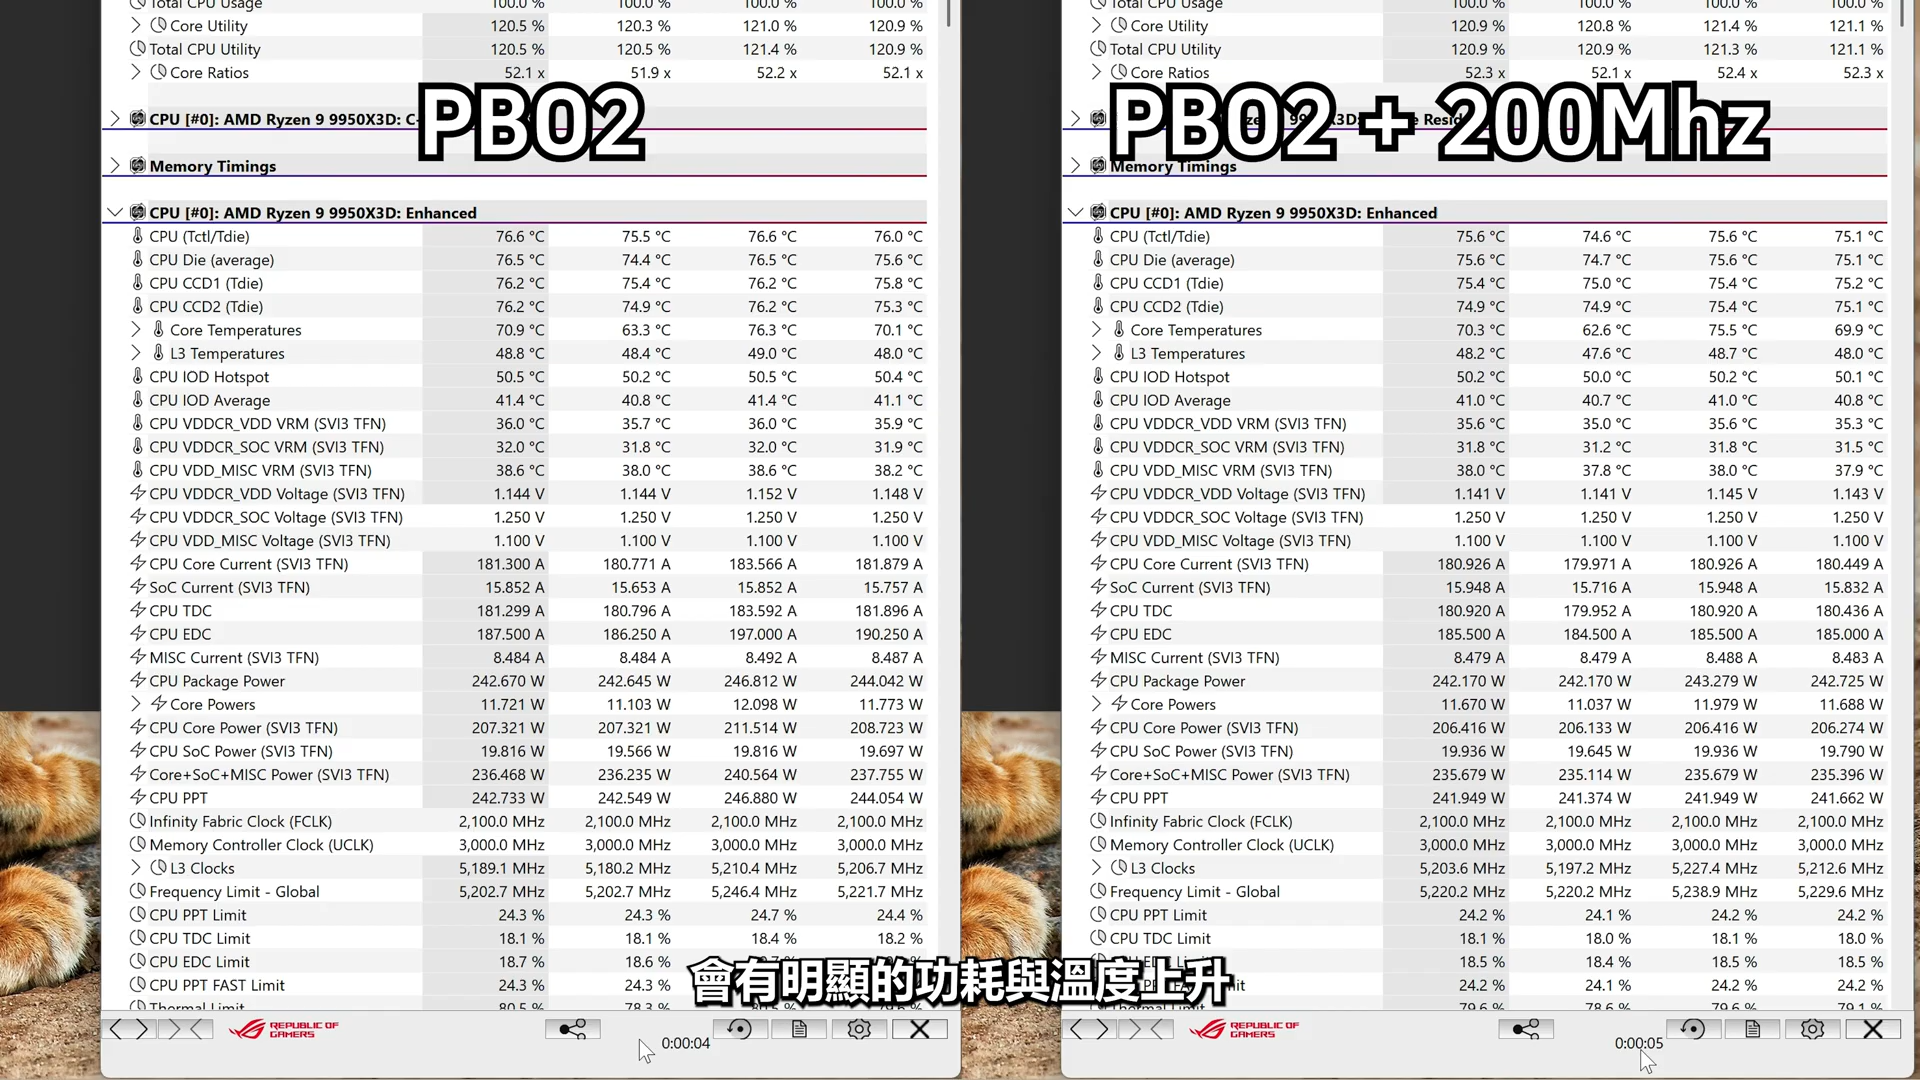 Total CPU Usage 100.0 % 100.0 % 100.0 % 100.0 %
Core Utility 120.5 % 120.3 % 121.0 % 120.9 %
Total CPU Utility 120.5 % 120.5 % 121.4 % 120.9 %
Core Ratios 52.1 x 51.9 x 52.2 x 52.1 x
PBO2
CPU [#0]: AMD Ryzen 9 9950X3D: C-
Memory Timings
CPU [#0]: AMD Ryzen 9 9950X3D: Enhanced
CPU (Tctl/Tdie) 76.6 °C 75.5 °C 76.6 °C 76.0 °C
CPU Die (average) 76.5 °C 74.4 °C 76.5 °C 75.6 °C
CPU CCD1 (Tdie) 76.2 °C 75.4 °C 76.2 °C 75.8 °C
CPU CCD2 (Tdie) 76.2 °C 74.9 °C 76.2 °C 75.3 °C
Core Temperatures 70.9 °C 63.3 °C 76.3 °C 70.1 °C
L3 Temperatures 48.8 °C 48.4 °C 49.0 °C 48.0 °C
CPU IOD Hotspot 50.5 °C 50.2 °C 50.5 °C 50.4 °C
CPU IOD Average 41.4 °C 40.8 °C 41.4 °C 41.1 °C
CPU VDDCR_VDD VRM (SVI3 TFN) 36.0 °C 35.7 °C 36.0 °C 35.9 °C
CPU VDDCR_SOC VRM (SVI3 TFN) 32.0 °C 31.8 °C 32.0 °C 31.9 °C
CPU VDD_MISC VRM (SVI3 TFN) 38.6 °C 38.0 °C 38.6 °C 38.2 °C
CPU VDDCR_VDD Voltage (SVI3 TFN) 1.144 V 1.144 V 1.152 V 1.148 V
CPU VDDCR_SOC Voltage (SVI3 TFN) 1.250 V 1.250 V 1.250 V 1.250 V
CPU VDD_MISC Voltage (SVI3 TFN) 1.100 V 1.100 V 1.100 V 1.100 V
CPU Core Current (SVI3 TFN) 181.300 A 180.771 A 183.566 A 181.879 A
SoC Current (SVI3 TFN) 15.852 A 15.653 A 15.852 A 15.757 A
CPU TDC 181.299 A 180.796 A 183.592 A 181.896 A
CPU EDC 187.500 A 186.250 A 197.000 A 190.250 A
MISC Current (SVI3 TFN) 8.484 A 8.484 A 8.492 A 8.487 A
CPU Package Power 242.670 W 242.645 W 246.812 W 244.042 W
Core Powers 11.721 W 11.103 W 12.098 W 11.773 W
CPU Core Power (SVI3 TFN) 207.321 W 207.321 W 211.514 W 208.723 W
CPU SoC Power (SVI3 TFN) 19.816 W 19.566 W 19.816 W 19.697 W
Core+SoC+MISC Power (SVI3 TFN) 236.468 W 236.235 W 240.564 W 237.755 W
CPU PPT 242.733 W 242.549 W 246.880 W 244.054 W
Infinity Fabric Clock (FCLK) 2,100.0 MHz 2,100.0 MHz 2,100.0 MHz 2,100.0 MHz
Memory Controller Clock (UCLK) 3,000.0 MHz 3,000.0 MHz 3,000.0 MHz 3,000.0 MHz
L3 Clocks 5,189.1 MHz 5,180.2 MHz 5,210.4 MHz 5,206.7 MHz
Frequency Limit - Global 5,202.7 MHz 5,202.7 MHz 5,246.4 MHz 5,221.7 MHz
CPU PPT Limit 24.3 % 24.3 % 24.7 % 24.4 %
CPU TDC Limit 18.1 % 18.1 % 18.4 % 18.2 %
CPU EDC Limit 18.7 % 18.6 %
CPU PPT FAST Limit 24.3 % 24.3 %
Thermal Limit 80.5 % 78.3 %
REPUBLIC OF
GAMERS
0:00:04
Total CPU Usage 100.0 % 100.0 % 100.0 % 100.0 %
Core Utility 120.9 % 120.8 % 121.4 % 121.1 %
Total CPU Utility 120.9 % 120.9 % 121.3 % 121.1 %
Core Ratios 52.3 x 52.1 x 52.4 x 52.3 x
PBO2 + 200Mhz
Memory Timings
CPU [#0]: AMD Ryzen 9 9950X3D: Enhanced
CPU (Tctl/Tdie) 75.6 °C 74.6 °C 75.6 °C 75.1 °C
CPU Die (average) 75.6 °C 74.7 °C 75.6 °C 75.1 °C
CPU CCD1 (Tdie) 75.4 °C 75.0 °C 75.4 °C 75.2 °C
CPU CCD2 (Tdie) 74.9 °C 74.9 °C 75.4 °C 75.1 °C
Core Temperatures 70.3 °C 62.6 °C 75.5 °C 69.9 °C
L3 Temperatures 48.2 °C 47.6 °C 48.7 °C 48.0 °C
CPU IOD Hotspot 50.2 °C 50.0 °C 50.2 °C 50.1 °C
CPU IOD Average 41.0 °C 40.7 °C 41.0 °C 40.8 °C
CPU VDDCR_VDD VRM (SVI3 TFN) 35.6 °C 35.0 °C 35.6 °C 35.3 °C
CPU VDDCR_SOC VRM (SVI3 TFN) 31.8 °C 31.2 °C 31.8 °C 31.5 °C
CPU VDD_MISC VRM (SVI3 TFN) 38.0 °C 37.8 °C 38.0 °C 37.9 °C
CPU VDDCR_VDD Voltage (SVI3 TFN) 1.141 V 1.141 V 1.145 V 1.143 V
CPU VDDCR_SOC Voltage (SVI3 TFN) 1.250 V 1.250 V 1.250 V 1.250 V
CPU VDD_MISC Voltage (SVI3 TFN) 1.100 V 1.100 V 1.100 V 1.100 V
CPU Core Current (SVI3 TFN) 180.926 A 179.971 A 180.926 A 180.449 A
SoC Current (SVI3 TFN) 15.948 A 15.716 A 15.948 A 15.832 A
CPU TDC 180.920 A 179.952 A 180.920 A 180.436 A
CPU EDC 185.500 A 184.500 A 185.500 A 185.000 A
MISC Current (SVI3 TFN) 8.479 A 8.479 A 8.488 A 8.483 A
CPU Package Power 242.170 W 242.170 W 243.279 W 242.725 W
Core Powers 11.670 W 11.037 W 11.979 W 11.688 W
CPU Core Power (SVI3 TFN) 206.416 W 206.133 W 206.416 W 206.274 W
CPU SoC Power (SVI3 TFN) 19.936 W 19.645 W 19.936 W 19.790 W
Core+SoC+MISC Power (SVI3 TFN) 235.679 W 235.114 W 235.679 W 235.396 W
CPU PPT 241.949 W 241.374 W 241.949 W 241.662 W
Infinity Fabric Clock (FCLK) 2,100.0 MHz 2,100.0 MHz 2,100.0 MHz 2,100.0 MHz
Memory Controller Clock (UCLK) 3,000.0 MHz 3,000.0 MHz 3,000.0 MHz 3,000.0 MHz
L3 Clocks 5,203.6 MHz 5,197.2 MHz 5,227.4 MHz 5,212.6 MHz
Frequency Limit - Global 5,220.2 MHz 5,220.2 MHz 5,238.9 MHz 5,229.6 MHz
CPU PPT Limit 24.2 % 24.1 % 24.2 % 24.2 %
CPU TDC Limit 18.1 % 18.0 % 18.1 % 18.0 %
18.5 % 18.4 % 18.5 % 18.5 %
24.2 % 24.1 % 24.2 % 24.2 %
79.6 % 78.6 % 79.6 % 79.1 %
REPUBLIC OF
GAMERS
0:00:05
會有明顯的功耗與溫度上升